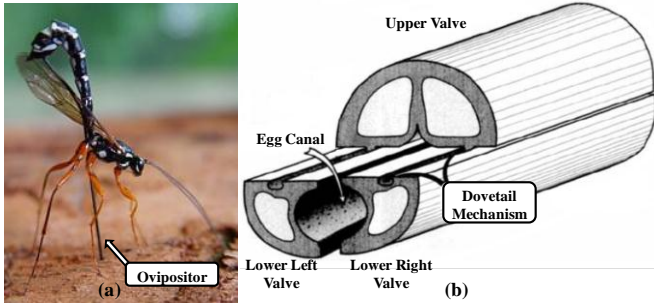 Upper Valve
Egg Canal
Dovetail
Mechanism
Ovipositor
(a)
Lower Left
Valve
Lower Right
Valve
(b)